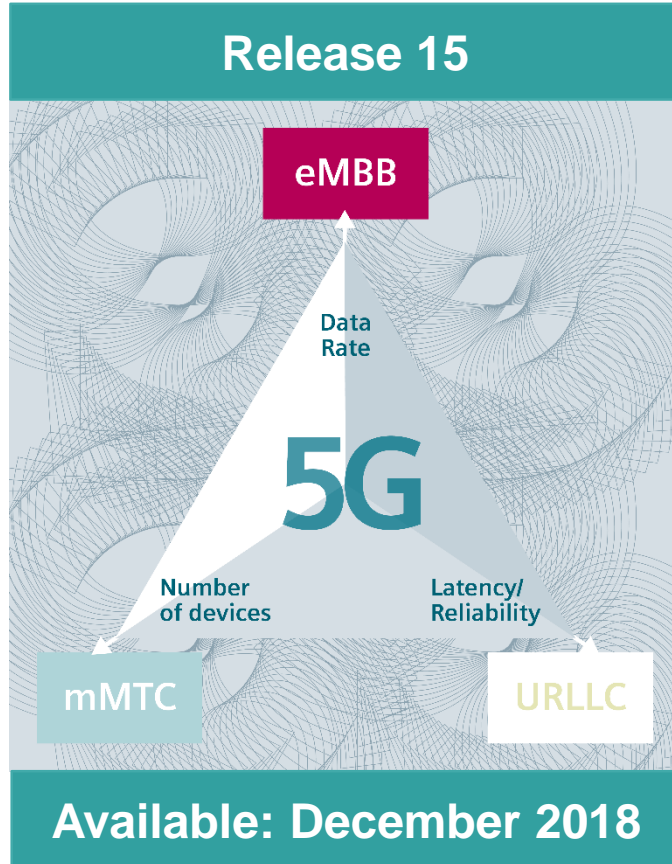 Release 15
eMBB
Data
Rate
5G
Number
of devices
Latency/
Reliability
mMTC
URLLC
Available: December 2018